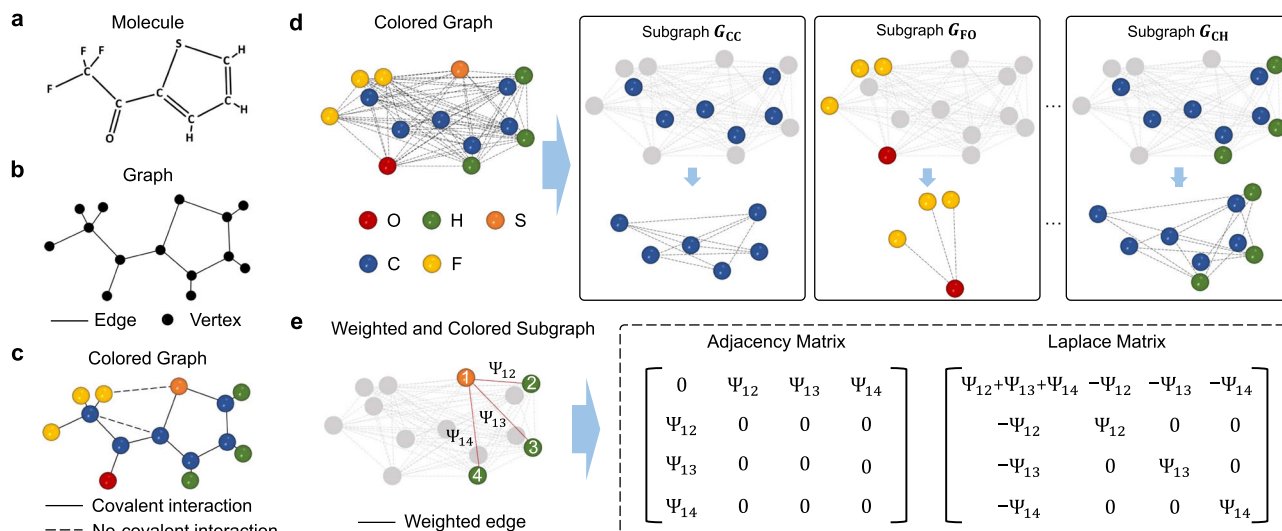 a
Molecule
F
F
F
C
C
O
S
C
C
C
C
H
H
H
b
Graph
Edge
Vertex
c
Colored Graph
Covalent interaction
No-covalent interaction
d
Colored Graph
O
H
S
C
F
Subgraph G_CC
Subgraph G_FO
...
Subgraph G_CH
...
e
Weighted and Colored Subgraph
1
Ψ12
2
Ψ13
Ψ14
3
4
Weighted edge
Adjacency Matrix
0 Ψ12 Ψ13 Ψ14
Ψ12 0 0 0
Ψ13 0 0 0
Ψ14 0 0 0
Laplace Matrix
Ψ12+Ψ13+Ψ14 −Ψ12 −Ψ13 −Ψ14
−Ψ12 Ψ12 0 0
−Ψ13 0 Ψ13 0
−Ψ14 0 0 Ψ14